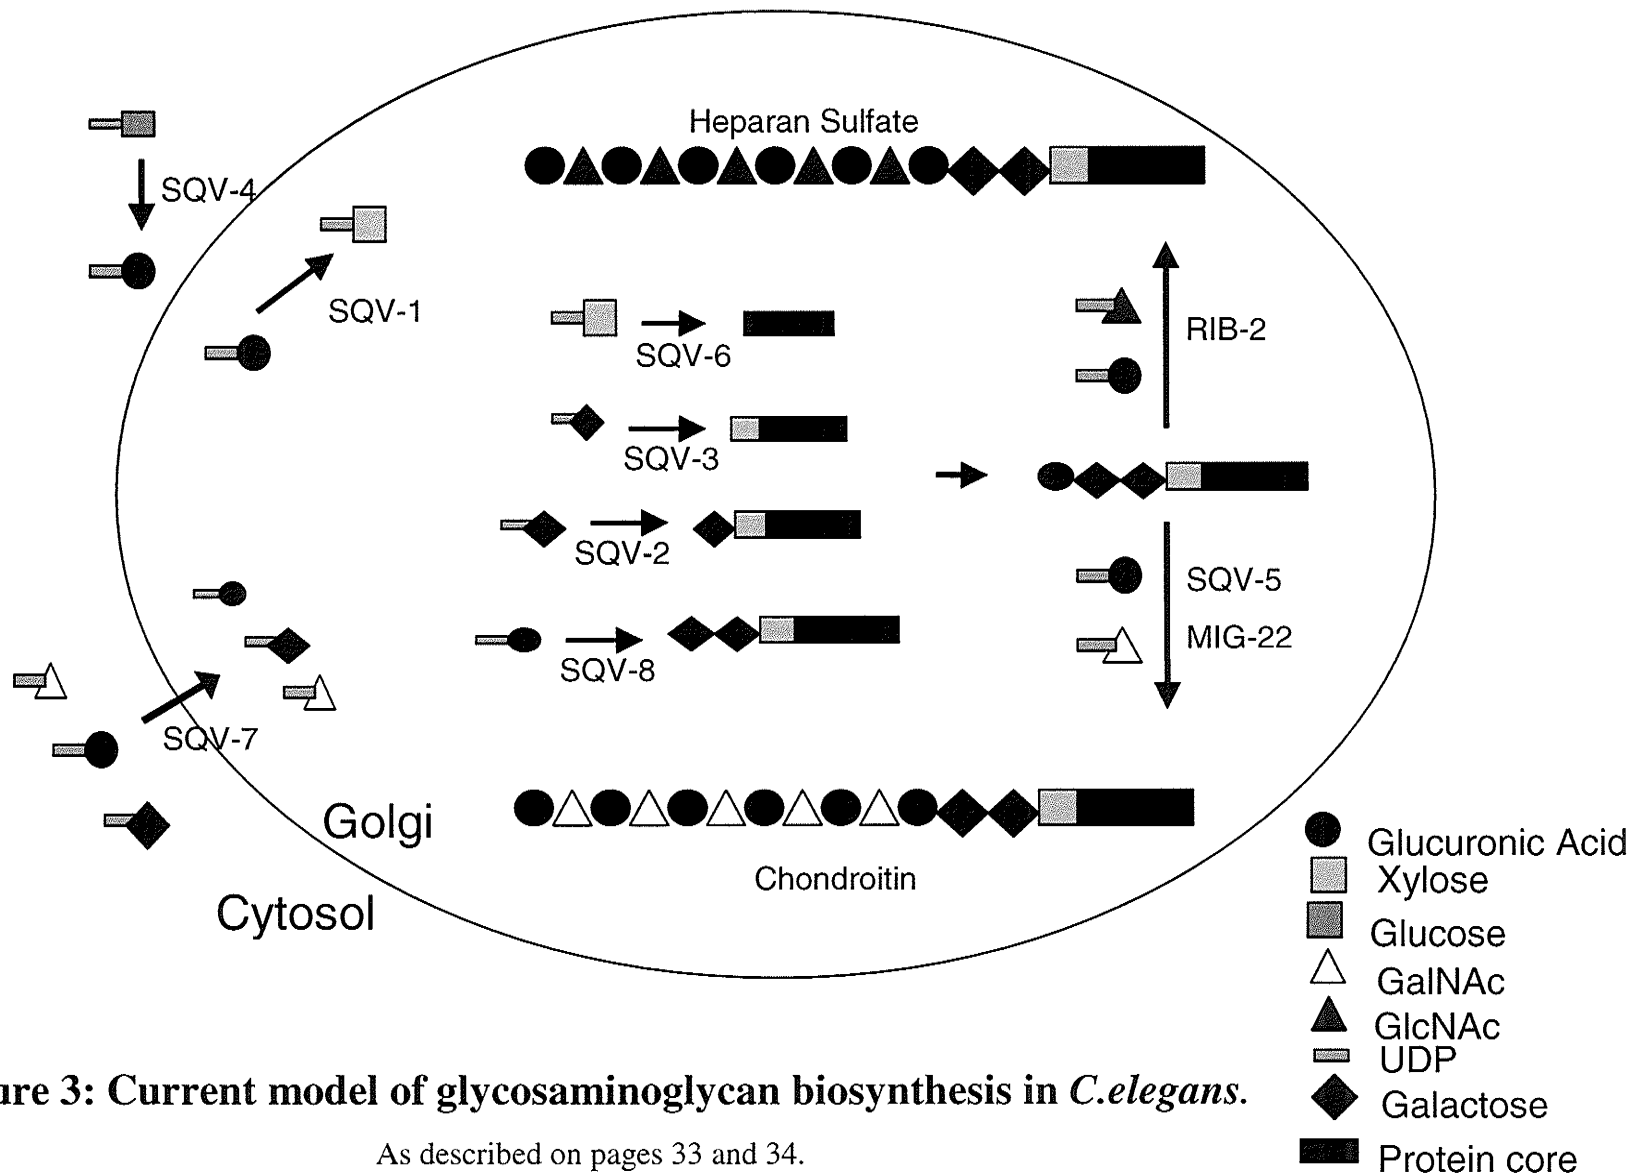 Heparan Sulfate
SQV-4
SQV-1
SQV-6
RIB-2
SQV-3
SQV-2
SQV-5
SQV-8
MIG-22
SQV-7
Golgi
Chondroitin
Cytosol
Glucuronic Acid
Xylose
Glucose
GalNAc
GlcNAc
UDP
Galactose
Protein core
ure 3: Current model of glycosaminoglycan biosynthesis in C.elegans.
As described on pages 33 and 34.